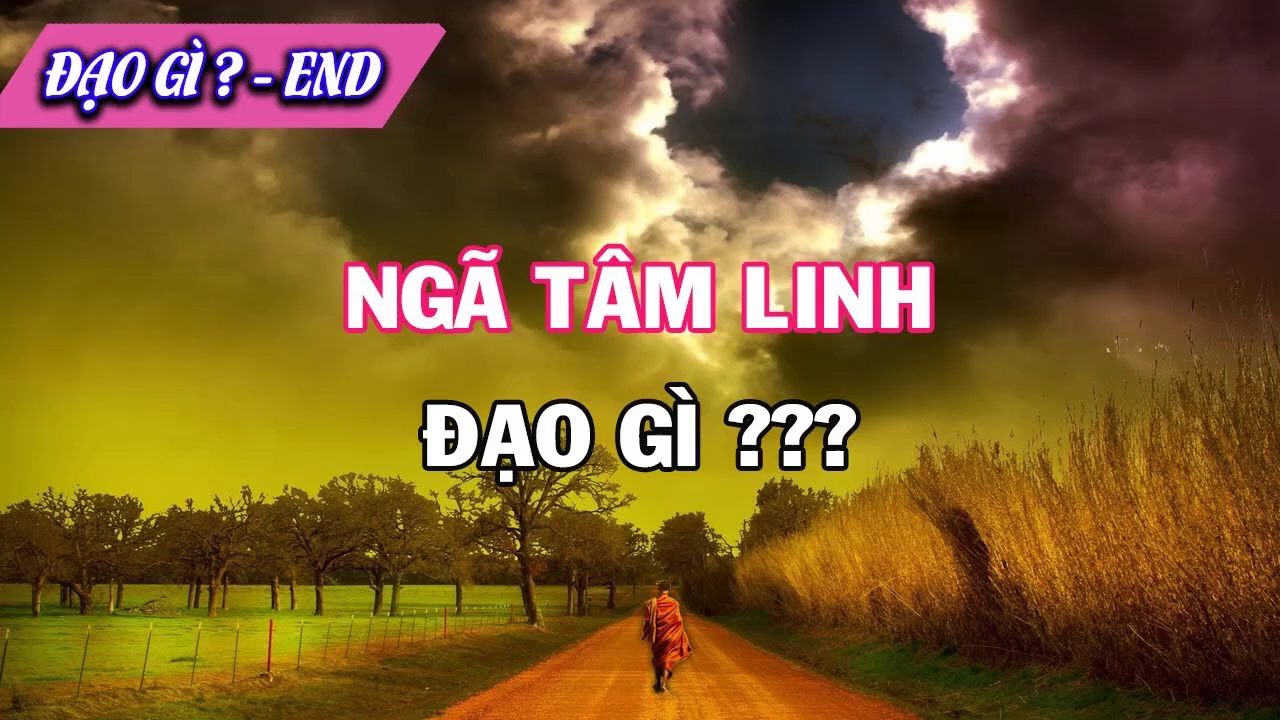 ĐẠO GÌ ? - END
NGÃ TÂM LINH
ĐẠO GÌ ???